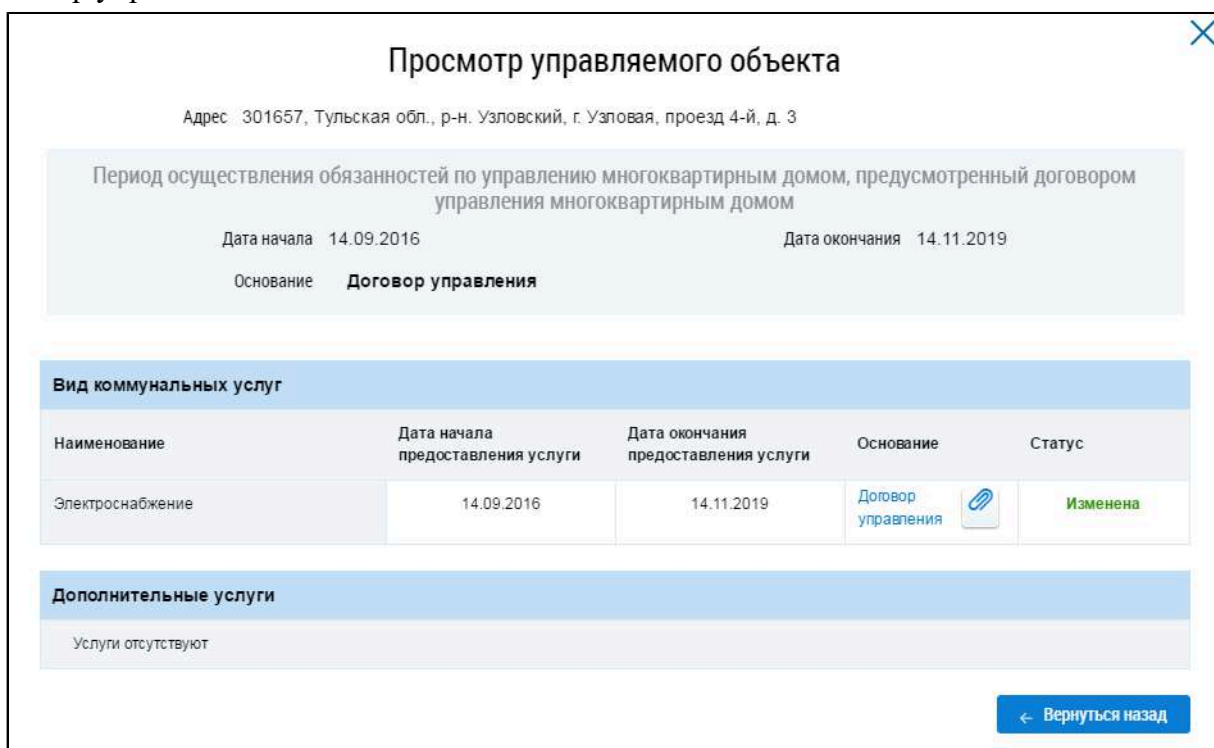 Просмотр управляемого объекта
Адрес 301657, Тульская обл., р-н. Узловский, г. Узловая, проезд 4-й, д. 3
Период осуществления обязанностей по управлению многоквартирным домом, предусмотренный договором
управления многоквартирным домом
Дата начала 14.09.2016 Дата окончания 14.11.2019
Основание Договор управления
Вид коммунальных услуг
Наименование Дата начала предоставления услуги Дата окончания предоставления услуги Основание Статус
Электроснабжение 14.09.2016 14.11.2019 Договор управления Изменена
Дополнительные услуги
Услуги отсутствуют
← Вернуться назад